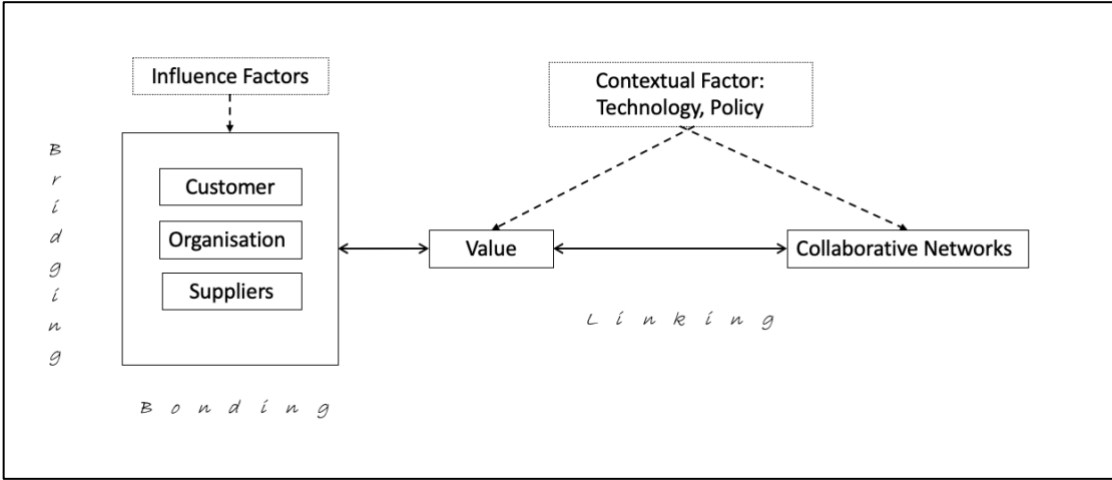 Influence Factors
Contextual Factor:
Technology, Policy
Bridging
Customer
Organisation
Suppliers
Value
Collaborative Networks
Linking
Bonding